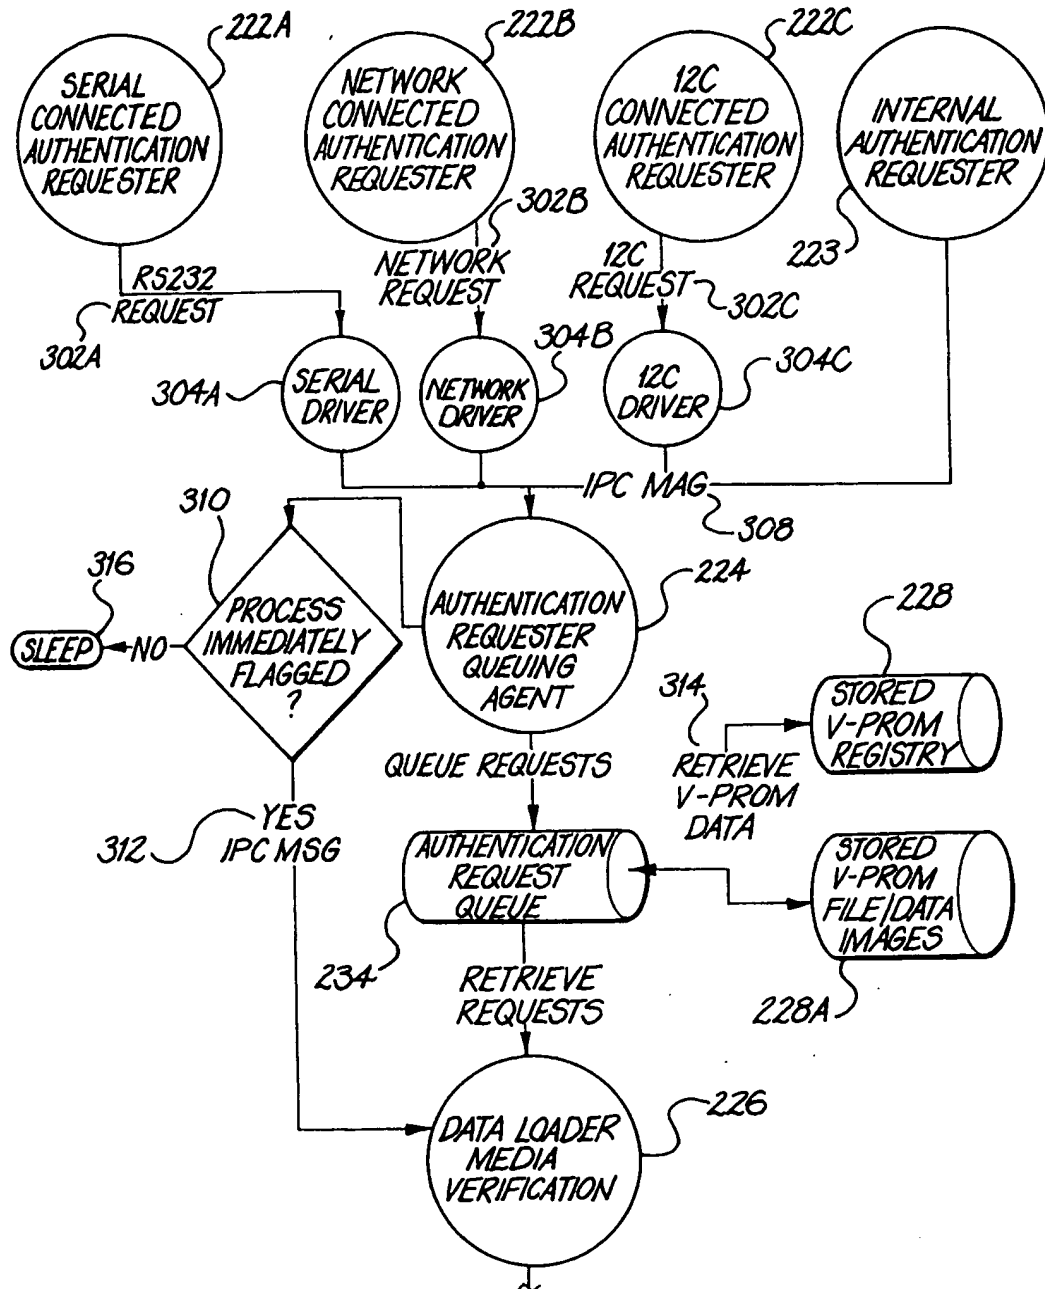 222A
222B
222C
SERIAL
CONNECTED
AUTHENTICATION
REQUESTER
NETWORK
CONNECTED
AUTHENTICATION
REQUESTER
12C
CONNECTED
AUTHENTICATION
REQUESTER
INTERNAL
AUTHENTICATION
REQUESTER
223
RS232
REQUEST
302A
NETWORK
REQUEST
302B
12C
REQUEST
302C
304A
SERIAL
DRIVER
NETWORK
DRIVER
304B
12C
DRIVER
304C
IPC MAG
308
310
316
SLEEP
NO
PROCESS
IMMEDIATELY
FLAGGED
?
AUTHENTICATION
REQUESTER
QUEUING
AGENT
224
228
STORED
V-PROM
REGISTRY
314
RETRIEVE
V-PROM
DATA
QUEUE REQUESTS
312
YES
IPC MSG
AUTHENTICATION
REQUEST
QUEUE
234
STORED
V-PROM
FILE/DATA
IMAGES
228A
RETRIEVE
REQUESTS
DATA LOADER
MEDIA
VERIFICATION
226